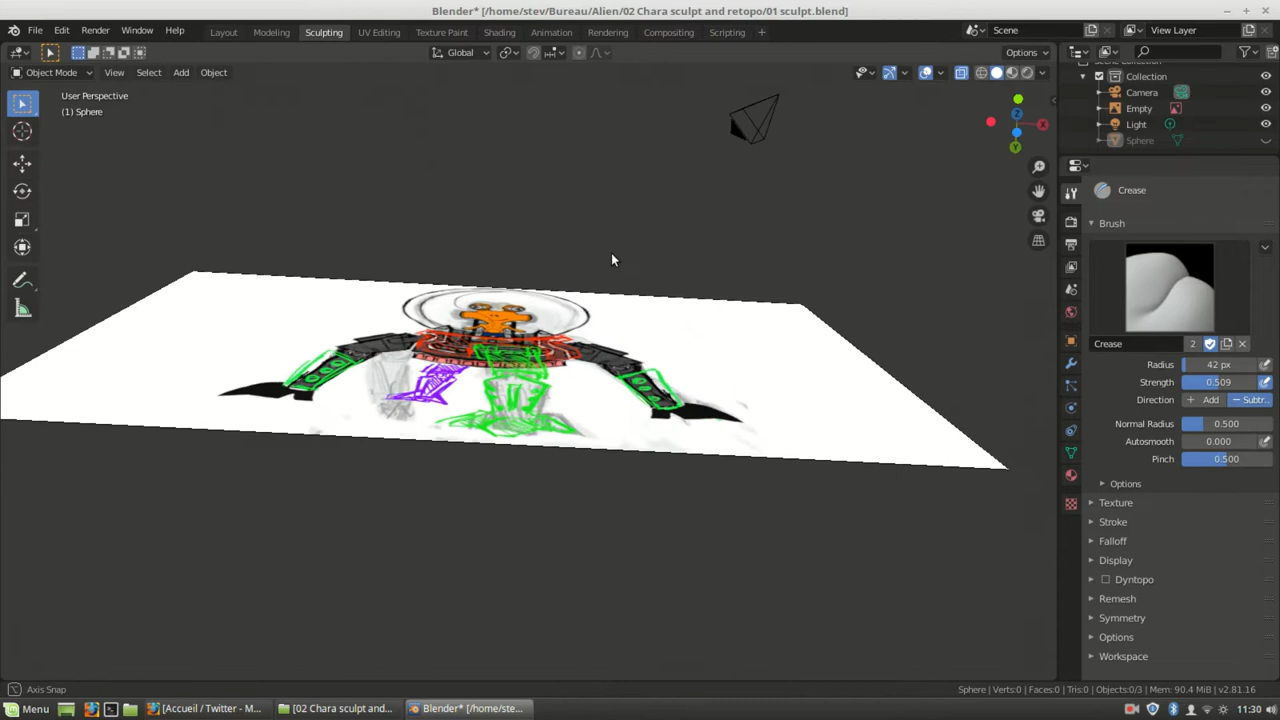 Blender* [/home/stev/Bureau/Alien/02 Chara sculpt and retopo/01 sculpt.blend]
File Edit Render Window Help Layout Modeling Sculpting UV Editing Texture Paint Shading Animation Rendering Compositing Scripting + Scene View Layer
Global Options
Object Mode View Select Add Object
User Perspective
(1) Sphere
Collection
Camera
Empty
Light
Sphere
Crease
Brush
Crease 2
Radius 42 px
Strength 0.509
Direction + Add − Subtr...
Normal Radius 0.500
Autosmooth 0.000
Pinch 0.500
Options
Texture
Stroke
Falloff
Display
Dyntopo
Remesh
Symmetry
Options
Workspace
Axis Snap
Sphere | Verts:0 | Faces:0 | Tris:0 | Objects:0/3 | Mem: 90.4 MiB | v2.81.16
Menu [Accueil / Twitter - M... [02 Chara sculpt and... Blender* [/home/ste... 11:30
X
Y
Z